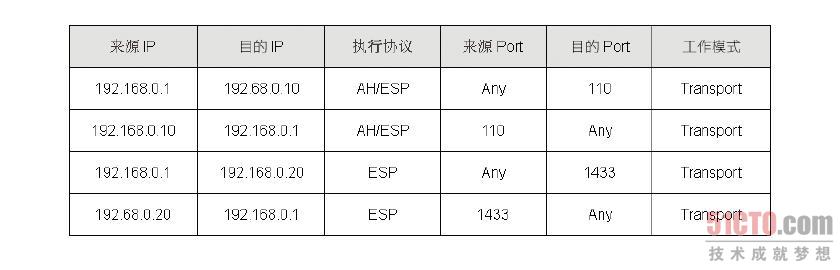 来源 IP 目的 IP 执行协议 来源 Port 目的 Port 工作模式
192.168.0.1 192.68.0.10 AH/ESP Any 110 Transport
192.168.0.10 192.168.0.1 AH/ESP 110 Any Transport
192.168.0.1 192.168.0.20 ESP Any 1433 Transport
192.68.0.20 192.168.0.1 ESP 1433 Any Transport
51CTO.com
技术成就梦想